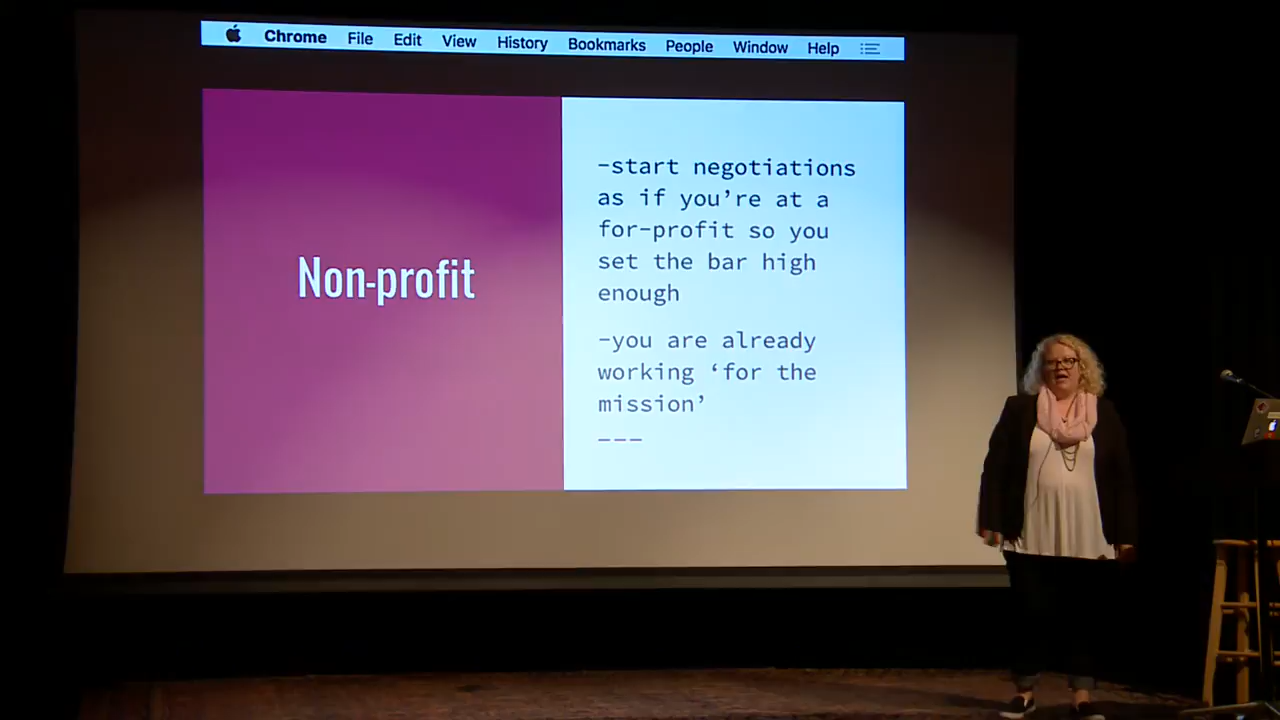 Chrome File Edit View History Bookmarks People Window Help
Non-profit
-start negotiations
as if you’re at a
for-profit so you
set the bar high
enough
-you are already
working ‘for the
mission’
---